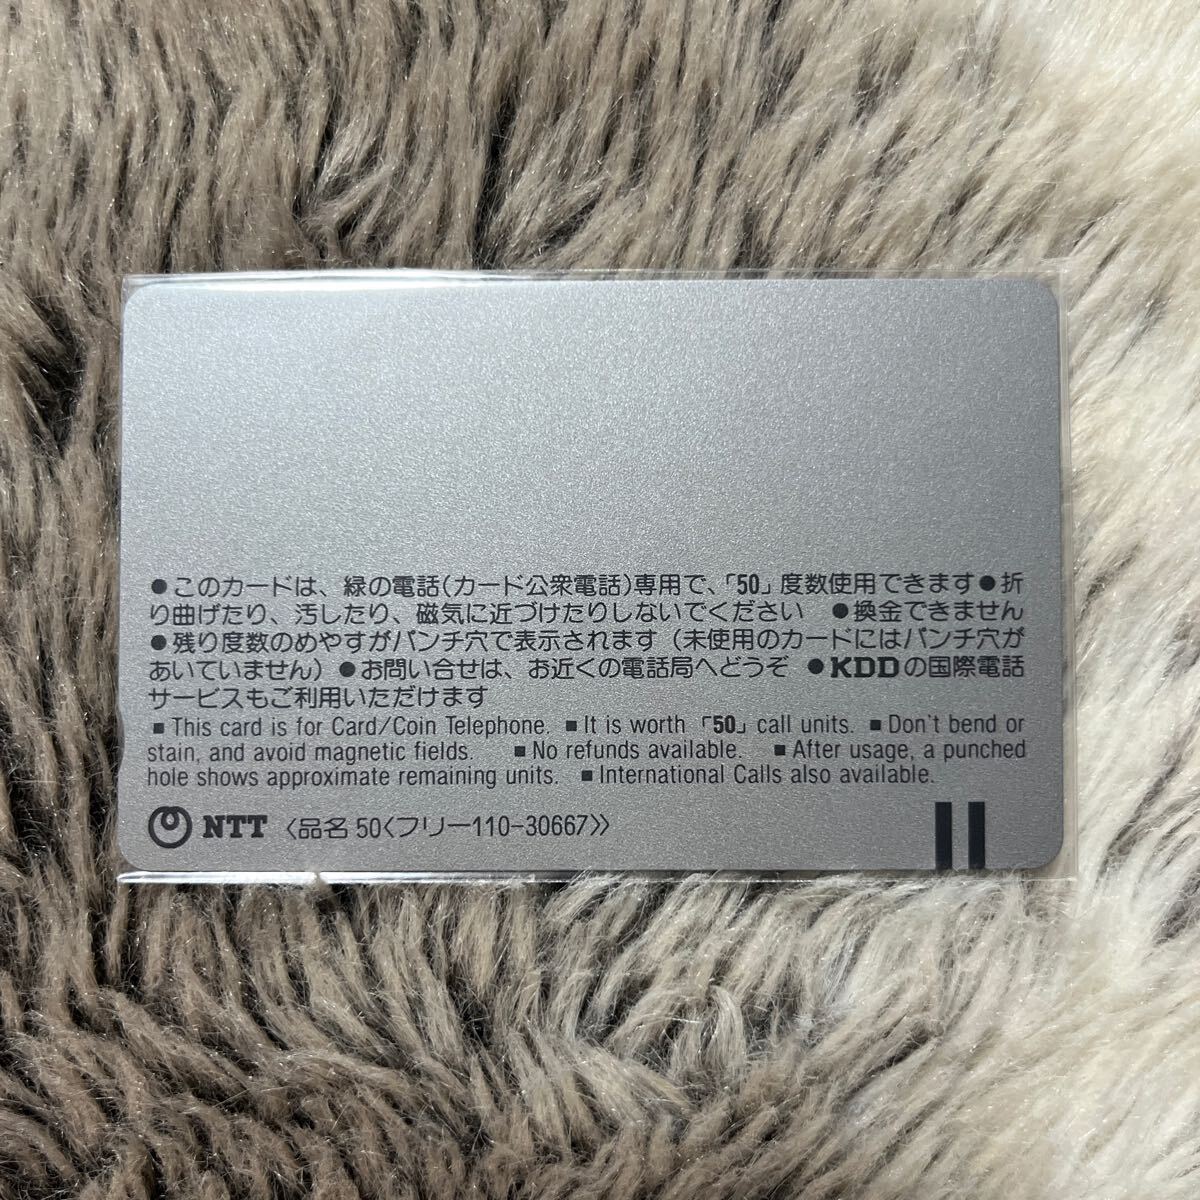 ●このカードは、緑の電話(カード公衆電話)専用で、「50」度数使用できます●折
り曲げたり、汚したり、磁気に近づけたりしないでください ●換金できません
●残り度数のめやすがパンチ穴で表示されます(未使用のカードにはパンチ穴が
あいていません)●お問い合せは、お近くの電話局へどうぞ ●KDDの国際電話
サービスもご利用いただけます
■ This card is for Card/Coin Telephone. ■ It is worth 「50」 call units. ■ Don't bend or
stain, and avoid magnetic fields. ■ No refunds available. ■ After usage, a punched
hole shows approximate remaining units. ■ International Calls also available.
NTT 〈品名 50〈フリー110-30667〉〉